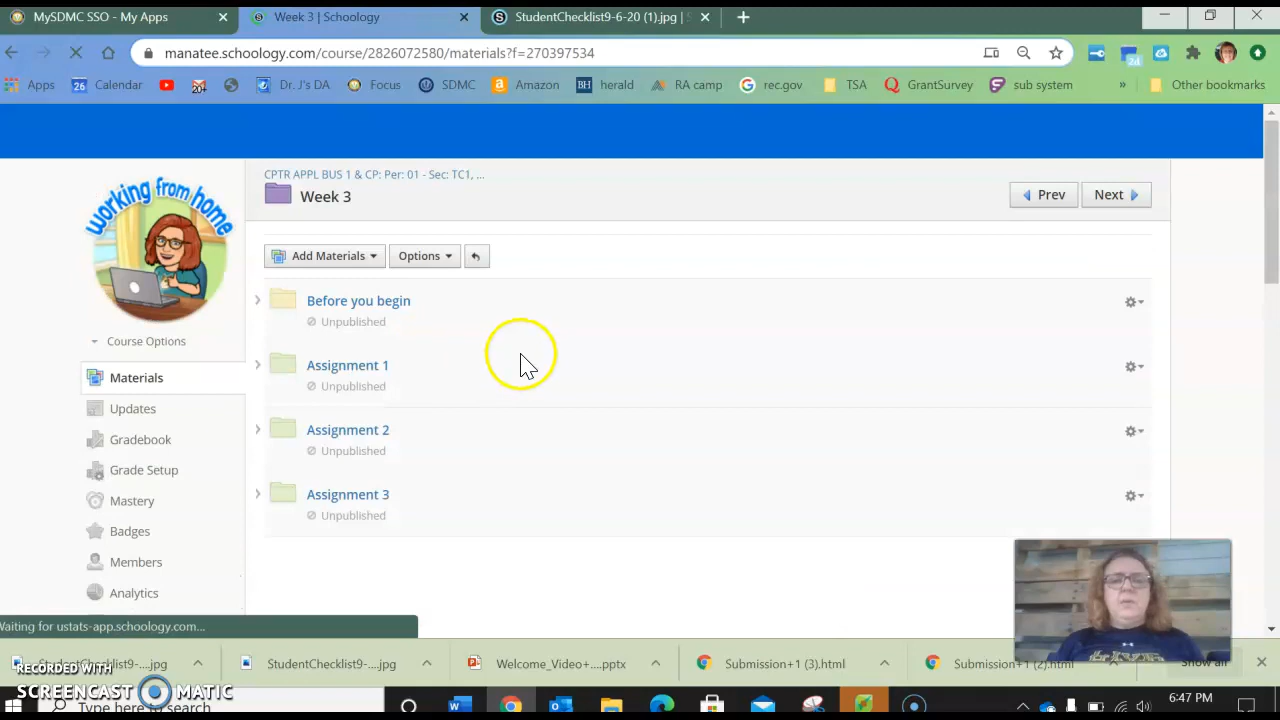 MySDMC SSO - My Apps
Week 3 | Schoology
StudentChecklist9-6-20 (1).jpg |
manatee.schoology.com/course/2826072580/materials?f=270397534
2d
Apps
26
Calendar
Dr. J's DA
Focus
SDMC
Amazon
BH herald
RA camp
rec.gov
TSA
GrantSurvey
sub system
»
Other bookmarks
working from home
CPTR APPL BUS 1 & CP: Per: 01 - Sec: TC1, ...
Week 3
Prev
Next
Add Materials
Options
Before you begin
Unpublished
Assignment 1
Unpublished
Assignment 2
Unpublished
Assignment 3
Unpublished
Course Options
Materials
Updates
Gradebook
Grade Setup
Mastery
Badges
Members
Analytics
Waiting for ustats-app.schoology.com...
StudentChecklist9-....jpg
StudentChecklist9-....jpg
Welcome_Video+....pptx
Submission+1 (3).html
Submission+1 (2).html
Show all
RECORDED WITH
SCREENCAST MATIC
Type here to search
6:47 PM